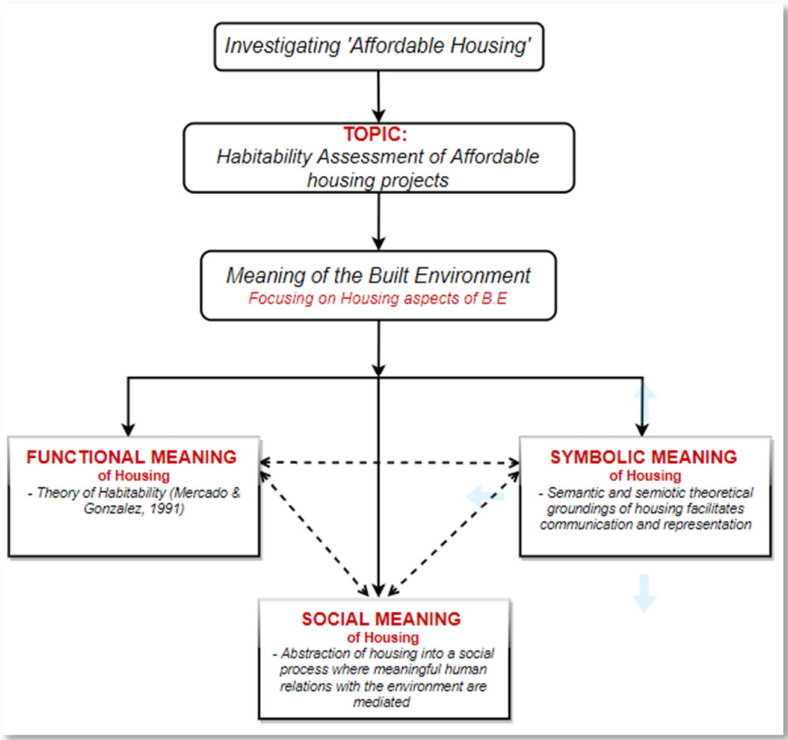 Investigating 'Affordable Housing'
TOPIC:
Habitability Assessment of Affordable
housing projects
Meaning of the Built Environment
Focusing on Housing aspects of B.E
FUNCTIONAL MEANING
of Housing
- Theory of Habitability (Mercado &
Gonzalez, 1991)
SYMBOLIC MEANING
of Housing
- Semantic and semiotic theoretical
groundings of housing facilitates
communication and representation
SOCIAL MEANING
of Housing
- Abstraction of housing into a social
process where meaningful human
relations with the environment are
mediated